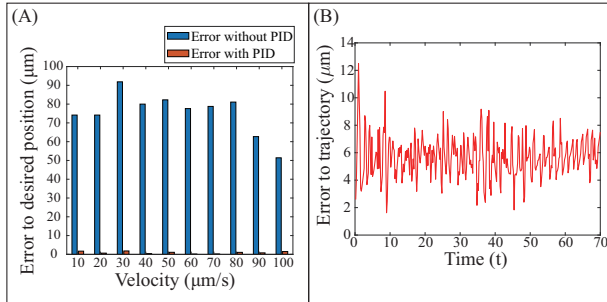 (A)
Error without PID
Error with PID
Error to desired position (μm)
100
90
80
70
60
50
40
30
20
10
0
10 20 30 40 50 60 70 80 90 100
Velocity (μm/s)
(B)
Error to trajectory (μm)
14
12
10
8
6
4
2
0
0 10 20 30 40 50 60 70
Time (t)